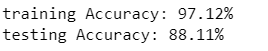 training Accuracy: 97.12%
testing Accuracy: 88.11%